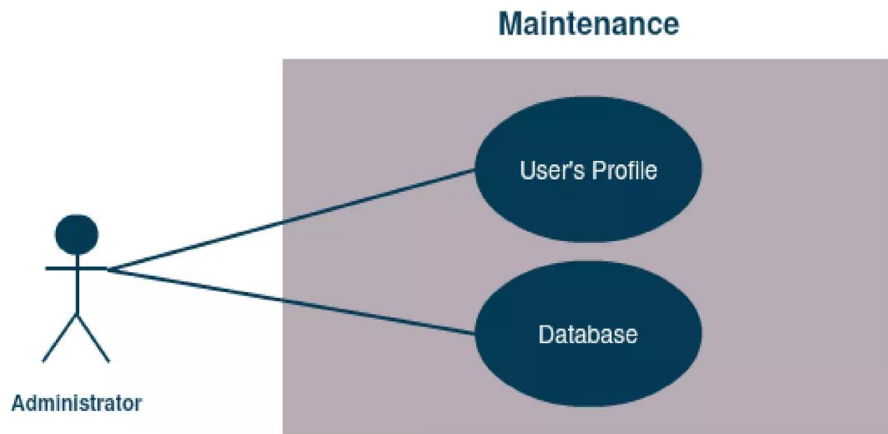 Maintenance
User's Profile
Database
Administrator